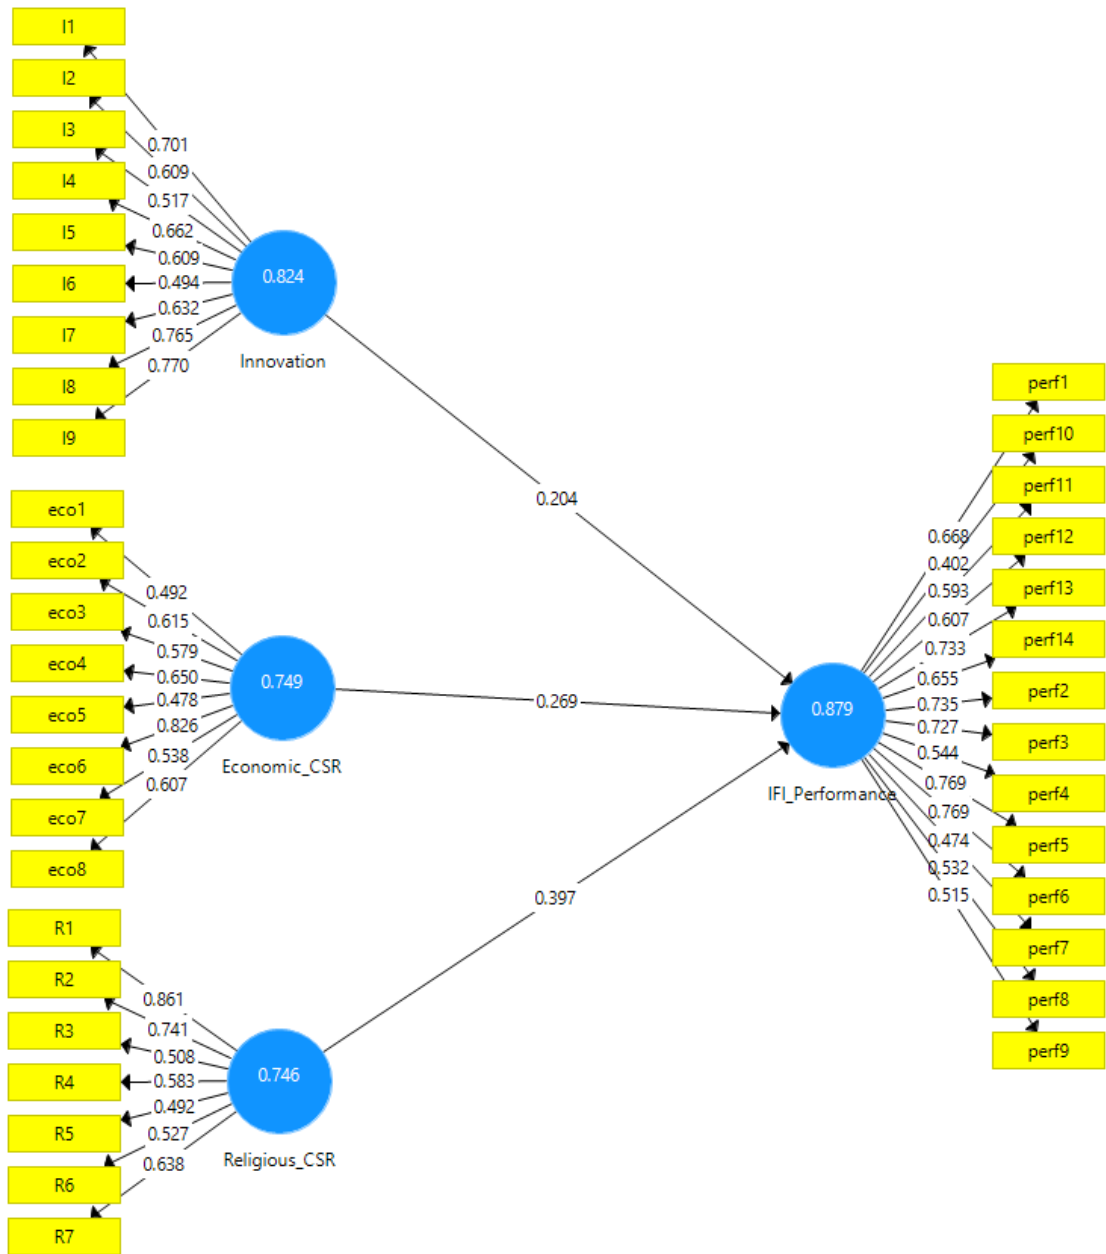 I1
I2
I3
I4
I5
I6
I7
I8
I9
0.701
0.609
0.517
0.662
0.609
0.494
0.632
0.765
0.770
0.824
Innovation
0.204
eco1
eco2
eco3
eco4
eco5
eco6
eco7
eco8
0.492
0.615
0.579
0.650
0.478
0.826
0.538
0.607
0.749
Economic_CSR
0.269
R1
R2
R3
R4
R5
R6
R7
0.861
0.741
0.508
0.583
0.492
0.527
0.638
0.746
Religious_CSR
0.397
0.879
IFI_Performance
0.668
0.402
0.593
0.607
0.733
0.655
0.735
0.727
0.544
0.769
0.769
0.474
0.532
0.515
perf1
perf10
perf11
perf12
perf13
perf14
perf2
perf3
perf4
perf5
perf6
perf7
perf8
perf9